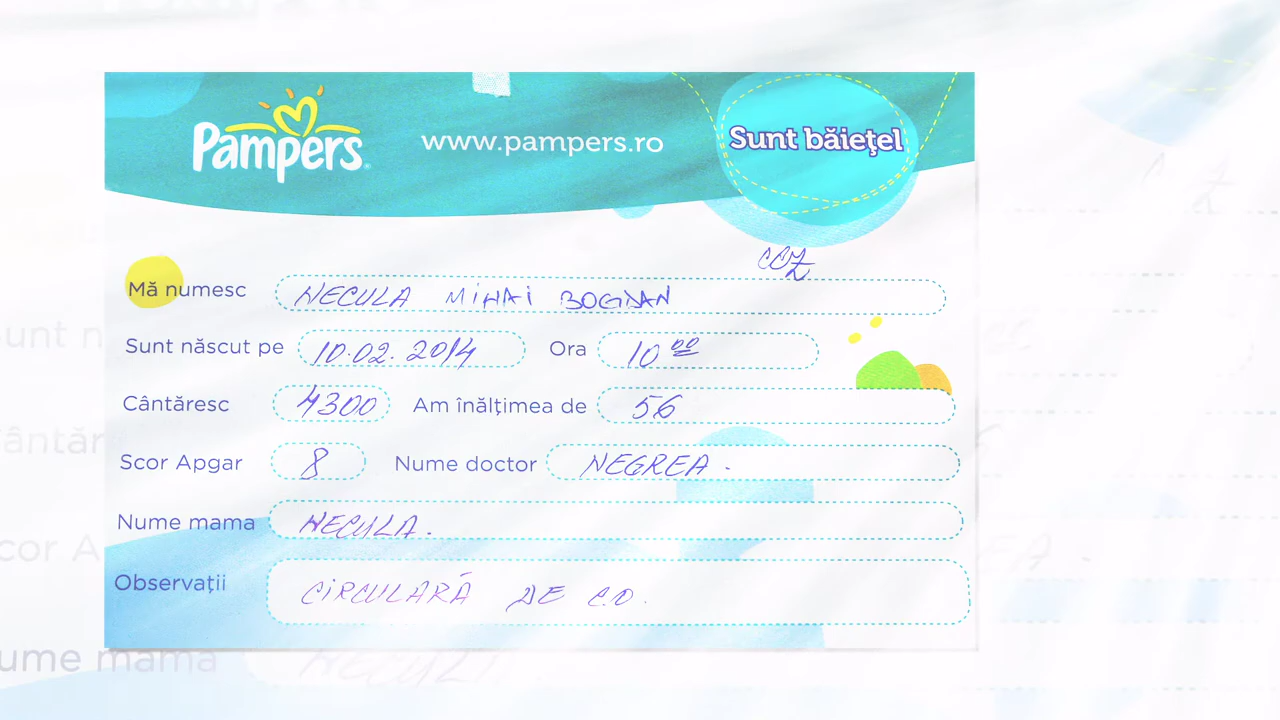 Pampers
www.pampers.ro
Sunt băieţel
Mă numesc NECULA MIHAI BOGDAN
Sunt născut pe 10.02.2014 Ora 10⁰⁰
Cântăresc 4300 Am înălțimea de 56
Scor Apgar 8 Nume doctor NEGREA.
Nume mama NECULA.
Observații CIRCULARĂ DE C.O.